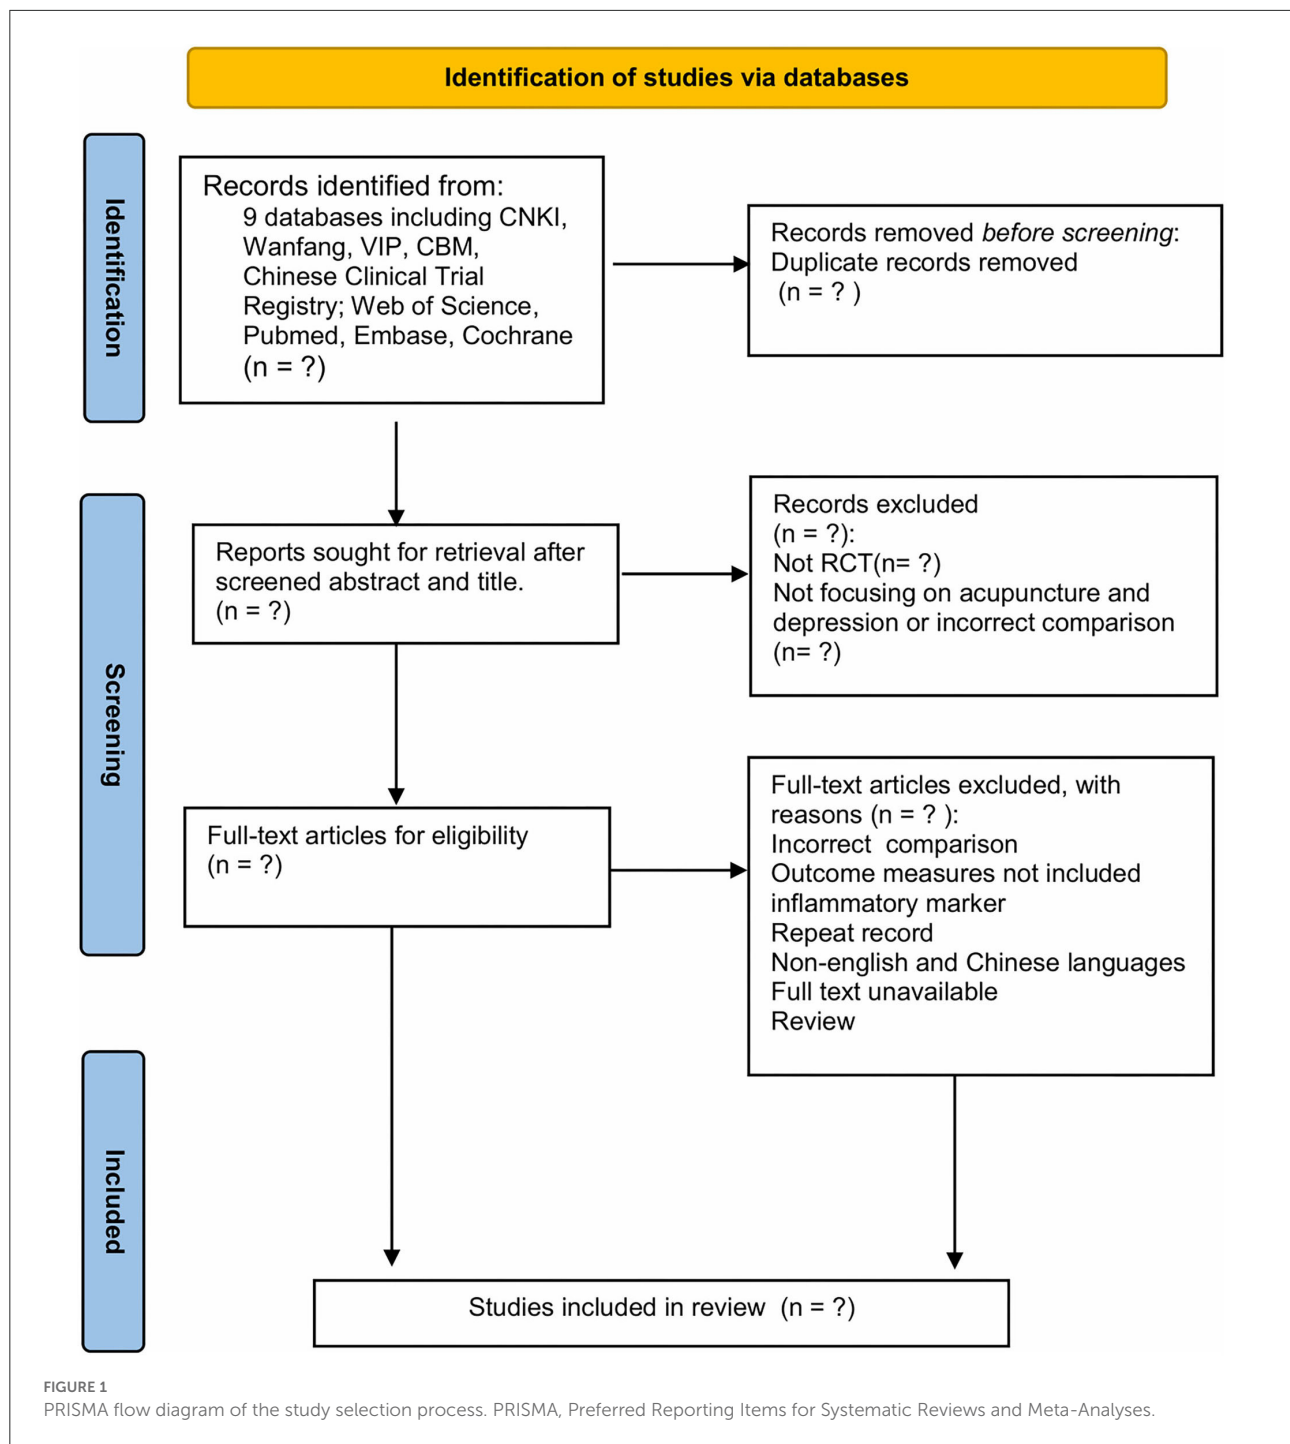 Identification of studies via databases
Identification
Records identified from:
9 databases including CNKI,
Wanfang, VIP, CBM,
Chinese Clinical Trial
Registry; Web of Science,
Pubmed, Embase, Cochrane
(n = ?)
Records removed before screening:
Duplicate records removed
(n = ? )
Screening
Reports sought for retrieval after
screened abstract and title.
(n = ?)
Records excluded
(n = ?):
Not RCT(n= ?)
Not focusing on acupuncture and
depression or incorrect comparison
(n= ?)
Full-text articles for eligibility
(n = ?)
Full-text articles excluded, with
reasons (n = ? ):
Incorrect comparison
Outcome measures not included
inflammatory marker
Repeat record
Non-english and Chinese languages
Full text unavailable
Review
Included
Studies included in review (n = ?)
FIGURE 1
PRISMA flow diagram of the study selection process. PRISMA, Preferred Reporting Items for Systematic Reviews and Meta-Analyses.